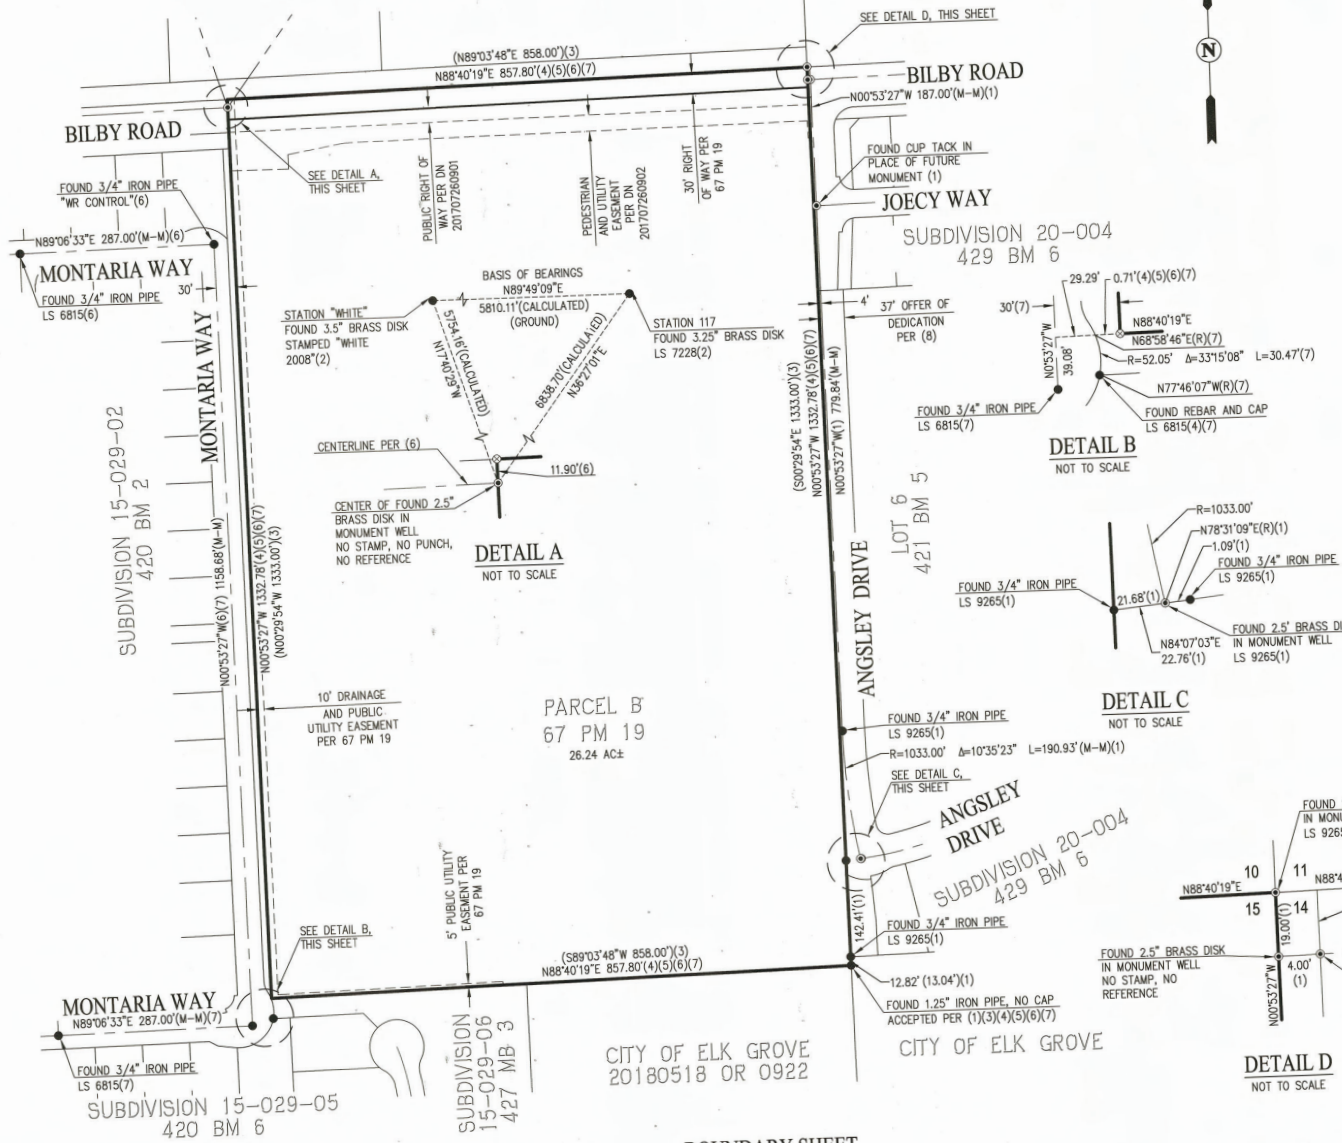 SEE DETAIL D, THIS SHEET
N
(N89°03'48"E 858.00')(3)
N88°40'19"E 857.80'(4)(5)(6)(7)
BILBY ROAD
N00°53'27"W 187.00'(M-M)(1)
BILBY ROAD
SEE DETAIL A,
THIS SHEET
PUBLIC RIGHT OF
WAY PER DN
201707260901
PEDESTRIAN
AND UTILITY
EASEMENT
PER DN
201707260902
30' RIGHT
OF WAY PER
67 PM 19
FOUND CUP TACK IN
PLACE OF FUTURE
MONUMENT (1)
JOECY WAY
FOUND 3/4" IRON PIPE
"WR CONTROL"(6)
N89°06'33"E 287.00'(M-M)(6)
MONTARIA WAY
30'
FOUND 3/4" IRON PIPE
LS 6815(6)
SUBDIVISION 20-004
429 BM 6
BASIS OF BEARINGS
N89°49'09"E
5810.11'(CALCULATED)
(GROUND)
STATION "WHITE"
FOUND 3.5" BRASS DISK
STAMPED "WHITE
2008"(2)
STATION 117
FOUND 3.25" BRASS DISK
LS 7228(2)
5754.16'(CALCULATED)
N17°40'29"W
6838.70'(CALCULATED)
N36°27'01"E
CENTERLINE PER (6)
11.90'(6)
CENTER OF FOUND 2.5"
BRASS DISK IN
MONUMENT WELL
NO STAMP, NO PUNCH,
NO REFERENCE
DETAIL A
NOT TO SCALE
4'
37' OFFER OF
DEDICATION
PER (8)
29.29'
0.71'(4)(5)(6)(7)
30'(7)
N88°40'19"E
N68°58'46"E(R)(7)
R=52.05' Δ=33°15'08" L=30.47'(7)
N0°53'27"W
39.08'
N77°46'07"W(R)(7)
FOUND 3/4" IRON PIPE
LS 6815(7)
FOUND REBAR AND CAP
LS 6815(4)(7)
DETAIL B
NOT TO SCALE
MONTARIA WAY
SUBDIVISION 15-029-02
420 BM 2
N00°53'27"W(6)(7) 1158.68'(M-M)
N00°53'27"W 1332.78'(4)(5)(6)(7)
(N00°29'54"W 1333.00')(3)
(S00°29'54"E 1333.00')(3)
N00°53'27"W 1332.78'(4)(5)(6)(7)
N00°53'27"W(1) 779.84'(M-M)
ANGSLEY DRIVE
LOT 6
421 BM 5
R=1033.00'
N78°31'09"E(R)(1)
1.09'(1)
FOUND 3/4" IRON PIPE
LS 9265(1)
FOUND 3/4" IRON PIPE
LS 9265(1)
21.68'(1)
N84°07'03"E
22.76'(1)
FOUND 2.5' BRASS DI
IN MONUMENT WELL
LS 9265(1)
DETAIL C
NOT TO SCALE
10' DRAINAGE
AND PUBLIC
UTILITY EASEMENT
PER 67 PM 19
PARCEL B
67 PM 19
26.24 AC±
FOUND 3/4" IRON PIPE
LS 9265(1)
R=1033.00' Δ=10°35'23" L=190.93'(M-M)(1)
SEE DETAIL C,
THIS SHEET
ANGSLEY
DRIVE
SUBDIVISION 20-004
429 BM 6
142.41'(1)
FOUND 3/4" IRON PIPE
LS 9265(1)
12.82' (13.04')(1)
FOUND 1.25" IRON PIPE, NO CAP
ACCEPTED PER (1)(3)(4)(5)(6)(7)
5' PUBLIC UTILITY
EASEMENT PER
67 PM 19
SEE DETAIL B,
THIS SHEET
(S89°03'48"W 858.00')(3)
N88°40'19"E 857.80'(4)(5)(6)(7)
FOUND
IN MONU
LS 9265
10 11
N88°40'19"E
N88°4
15 14
19.00'(1)
FOUND 2.5" BRASS DISK
IN MONUMENT WELL
NO STAMP, NO
REFERENCE
4.00'
(1)
N00°53'27"W
DETAIL D
NOT TO SCALE
MONTARIA WAY
N89°06'33"E 287.00'(M-M)(7)
FOUND 3/4" IRON PIPE
LS 6815(7)
SUBDIVISION 15-029-05
420 BM 6
SUBDIVISION
15-029-06
427 MB 3
CITY OF ELK GROVE
20180518 OR 0922
CITY OF ELK GROVE
BOUNDARY SHEET